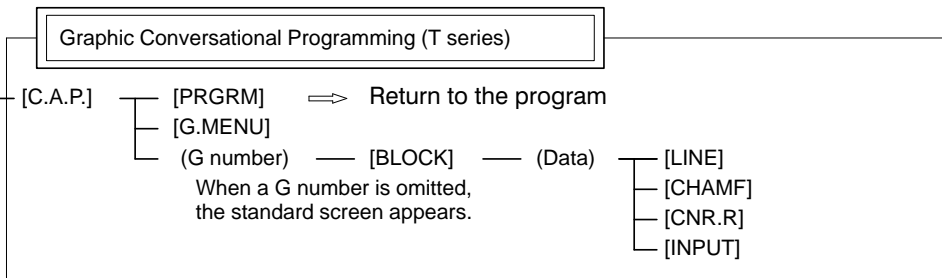 Graphic Conversational Programming (T series)
[C.A.P.] [PRGRM] Return to the program
[G.MENU]
(G number) [BLOCK] (Data) [LINE]
When a G number is omitted, [CHAMF]
the standard screen appears. [CNR.R]
[INPUT]